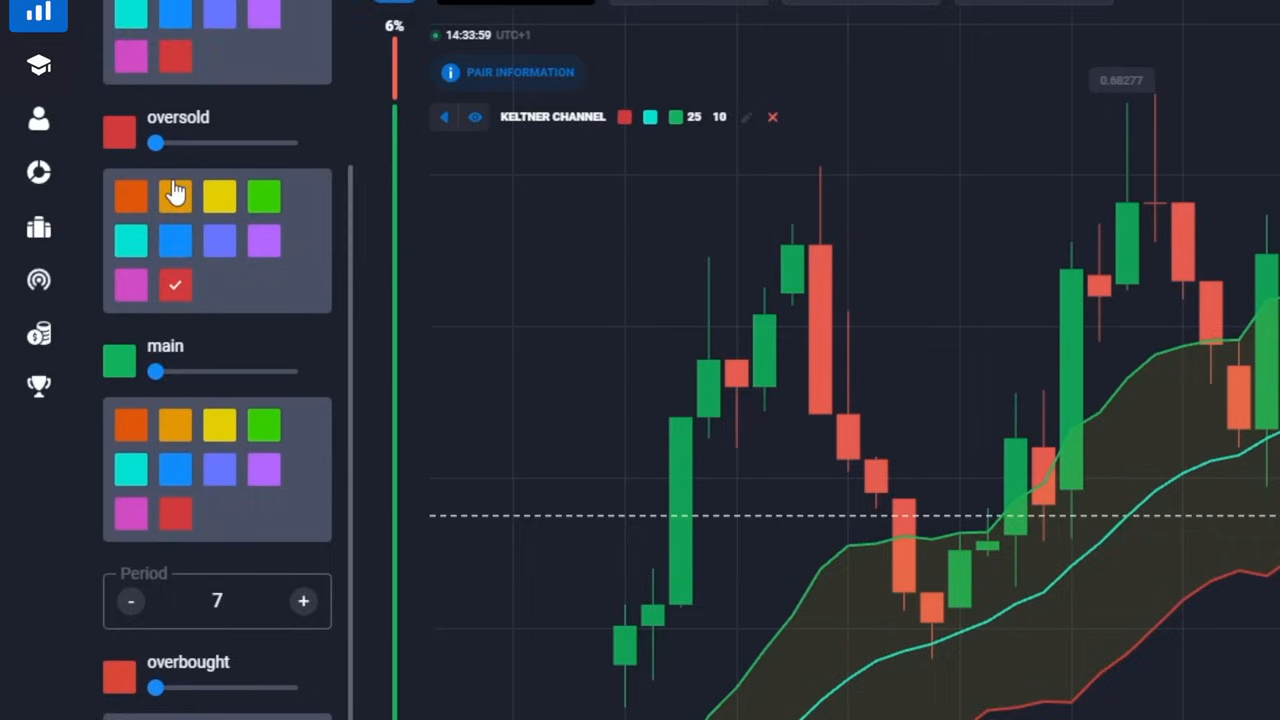 6%
14:33:59 UTC+1
PAIR INFORMATION
KELTNER CHANNEL 25 10
0.68277
oversold
main
Period
- 7 +
overbought